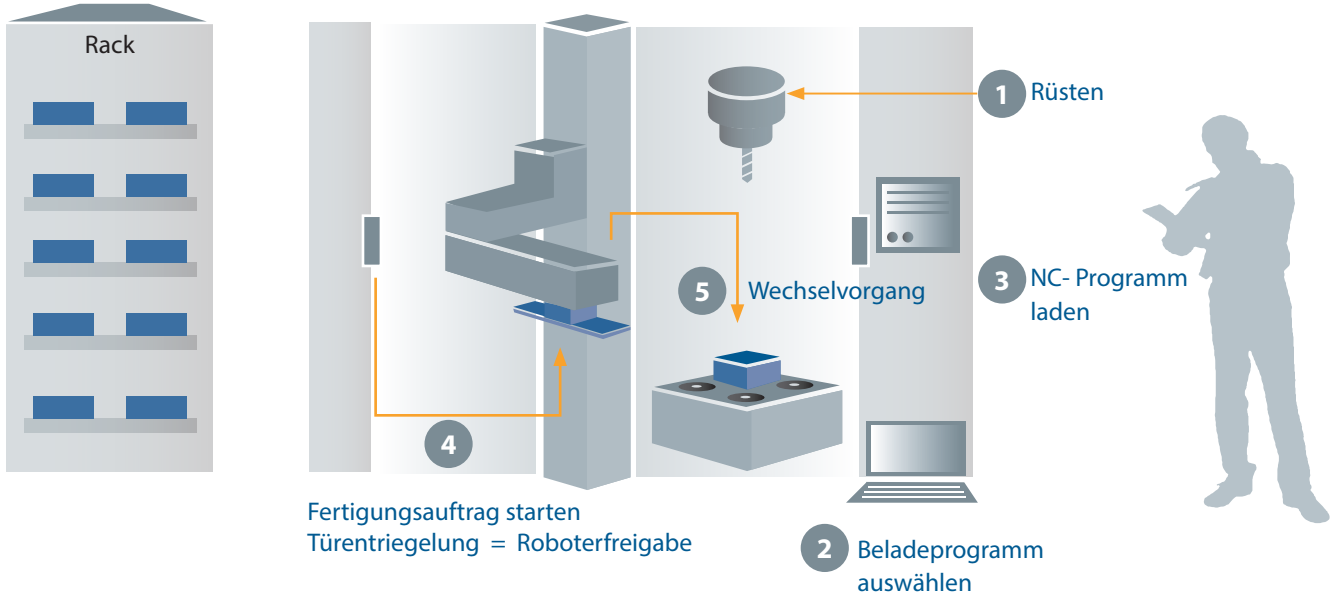 Rack
1 Rüsten
3 NC- Programm
laden
5 Wechselvorgang
4
Fertigungsauftrag starten
Türentriegelung = Roboterfreigabe
2 Beladeprogramm
auswählen